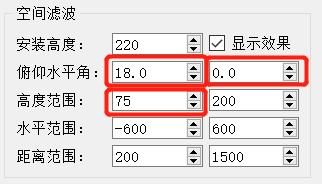 空间滤波
安装高度： 220 显示效果
俯仰水平角： 18.0 0.0
高度范围： 75 200
水平范围： -600 600
距离范围： 200 1500